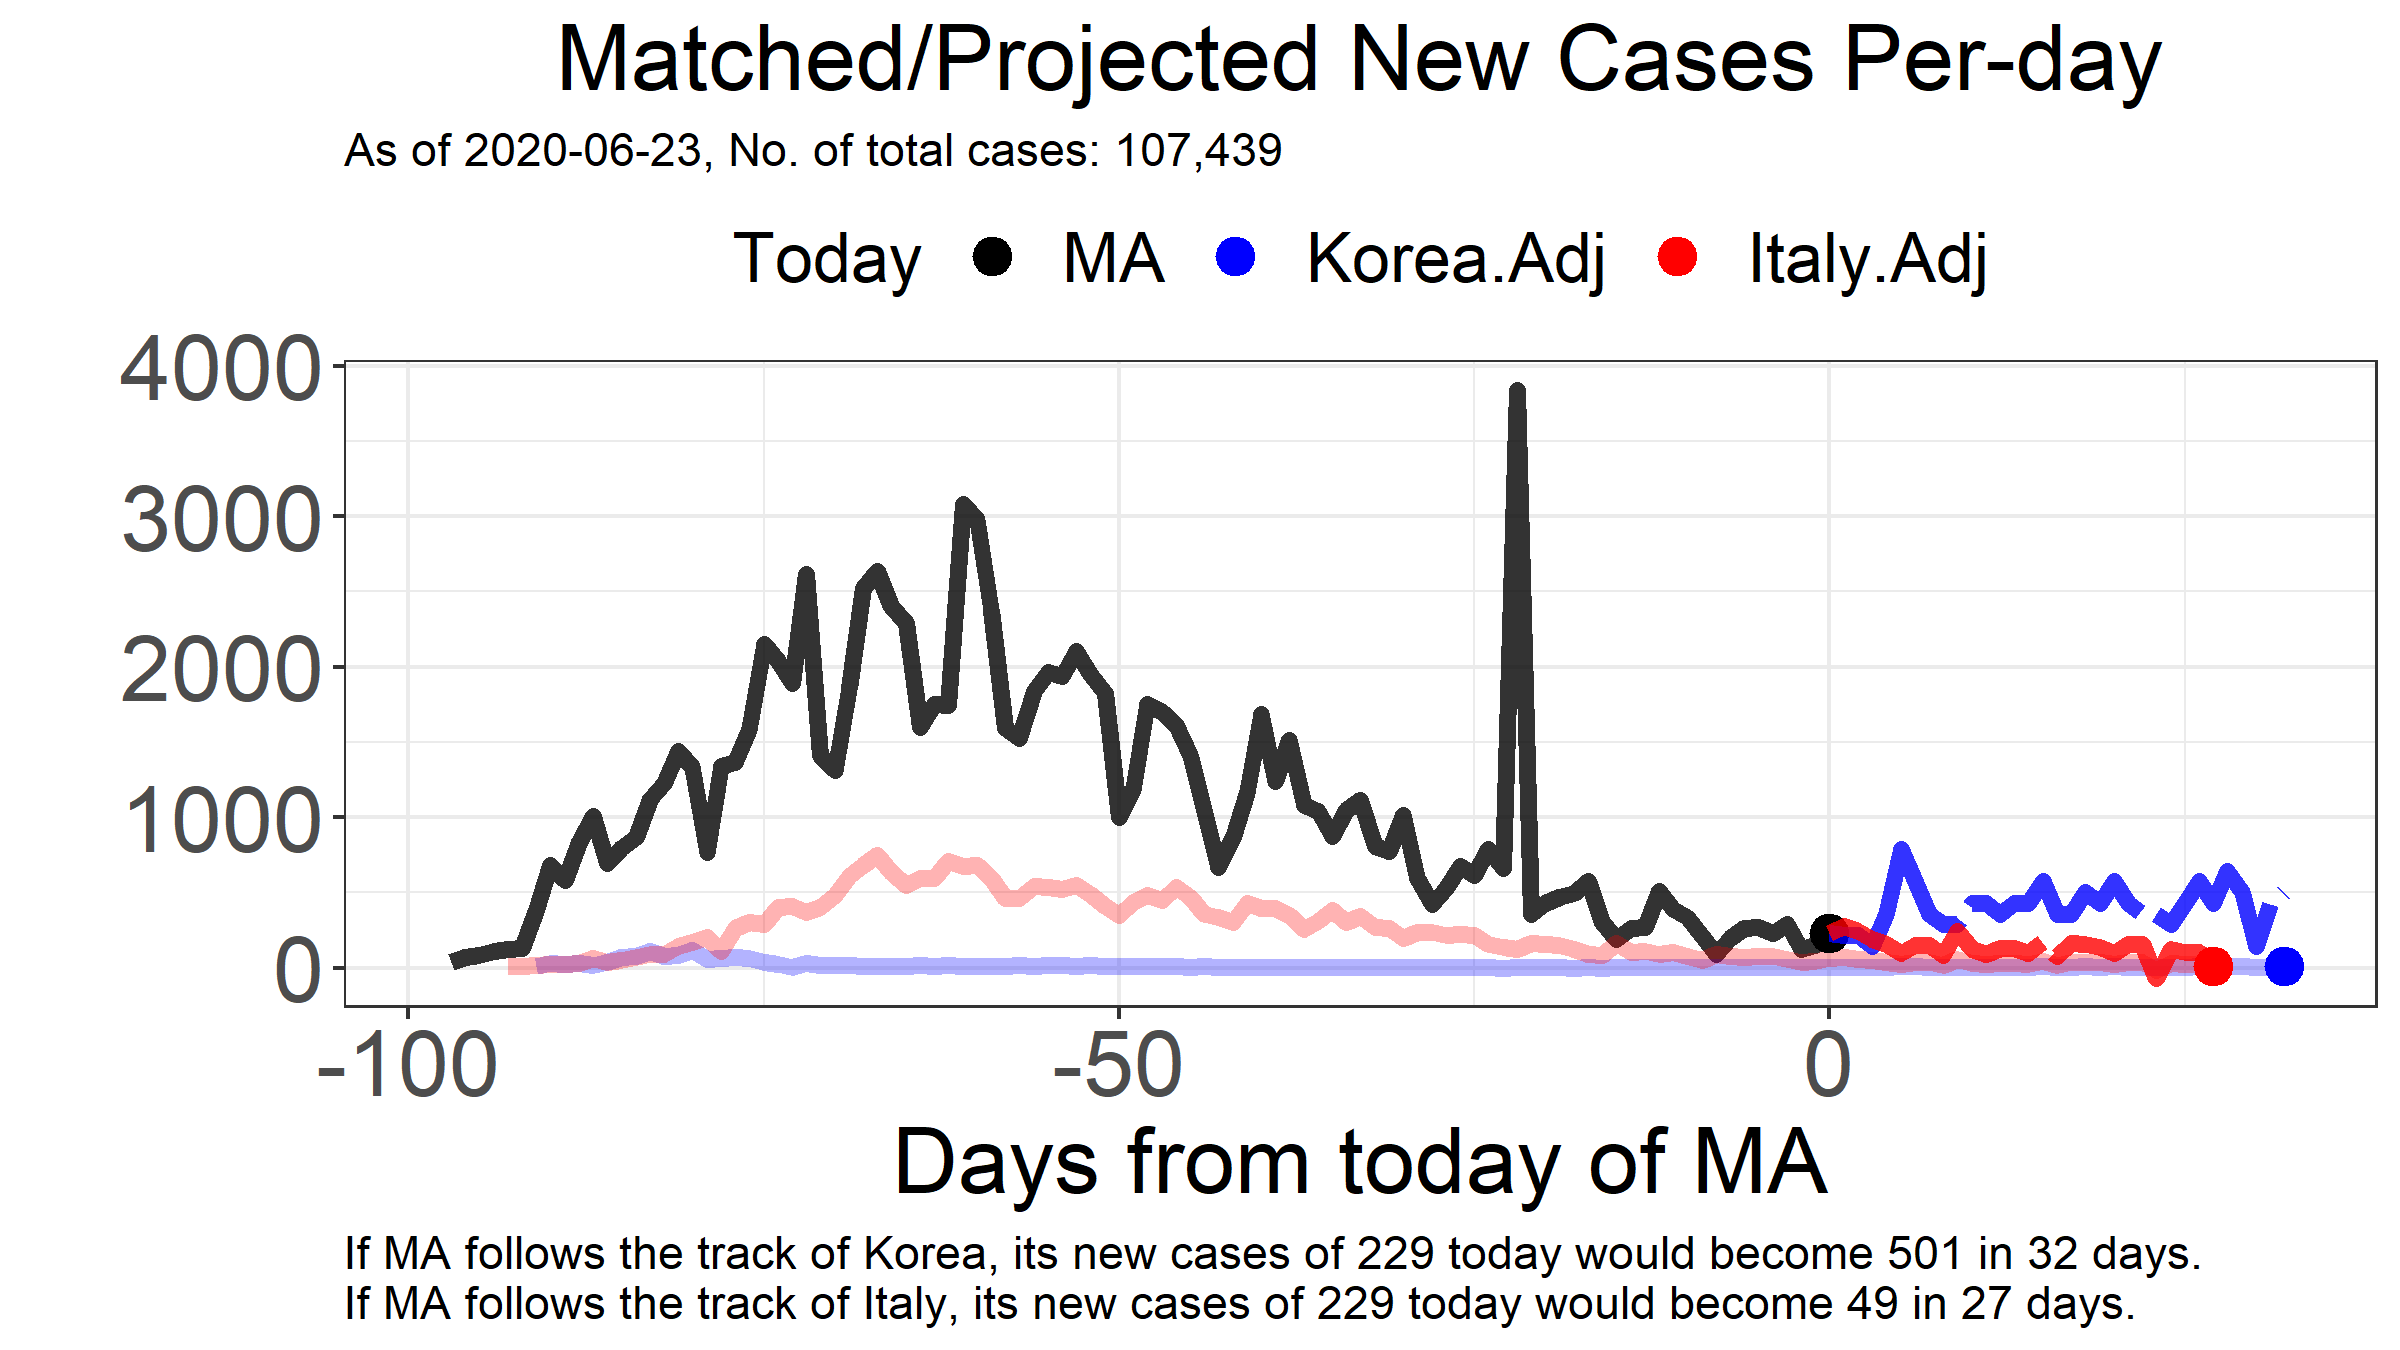 Matched/Projected New Cases Per-day
As of 2020-06-23, No. of total cases: 107,439
Today MA Korea.Adj Italy.Adj
4000
3000
2000
1000
0
-100 -50 0
Days from today of MA
If MA follows the track of Korea, its new cases of 229 today would become 501 in 32 days.
If MA follows the track of Italy, its new cases of 229 today would become 49 in 27 days.